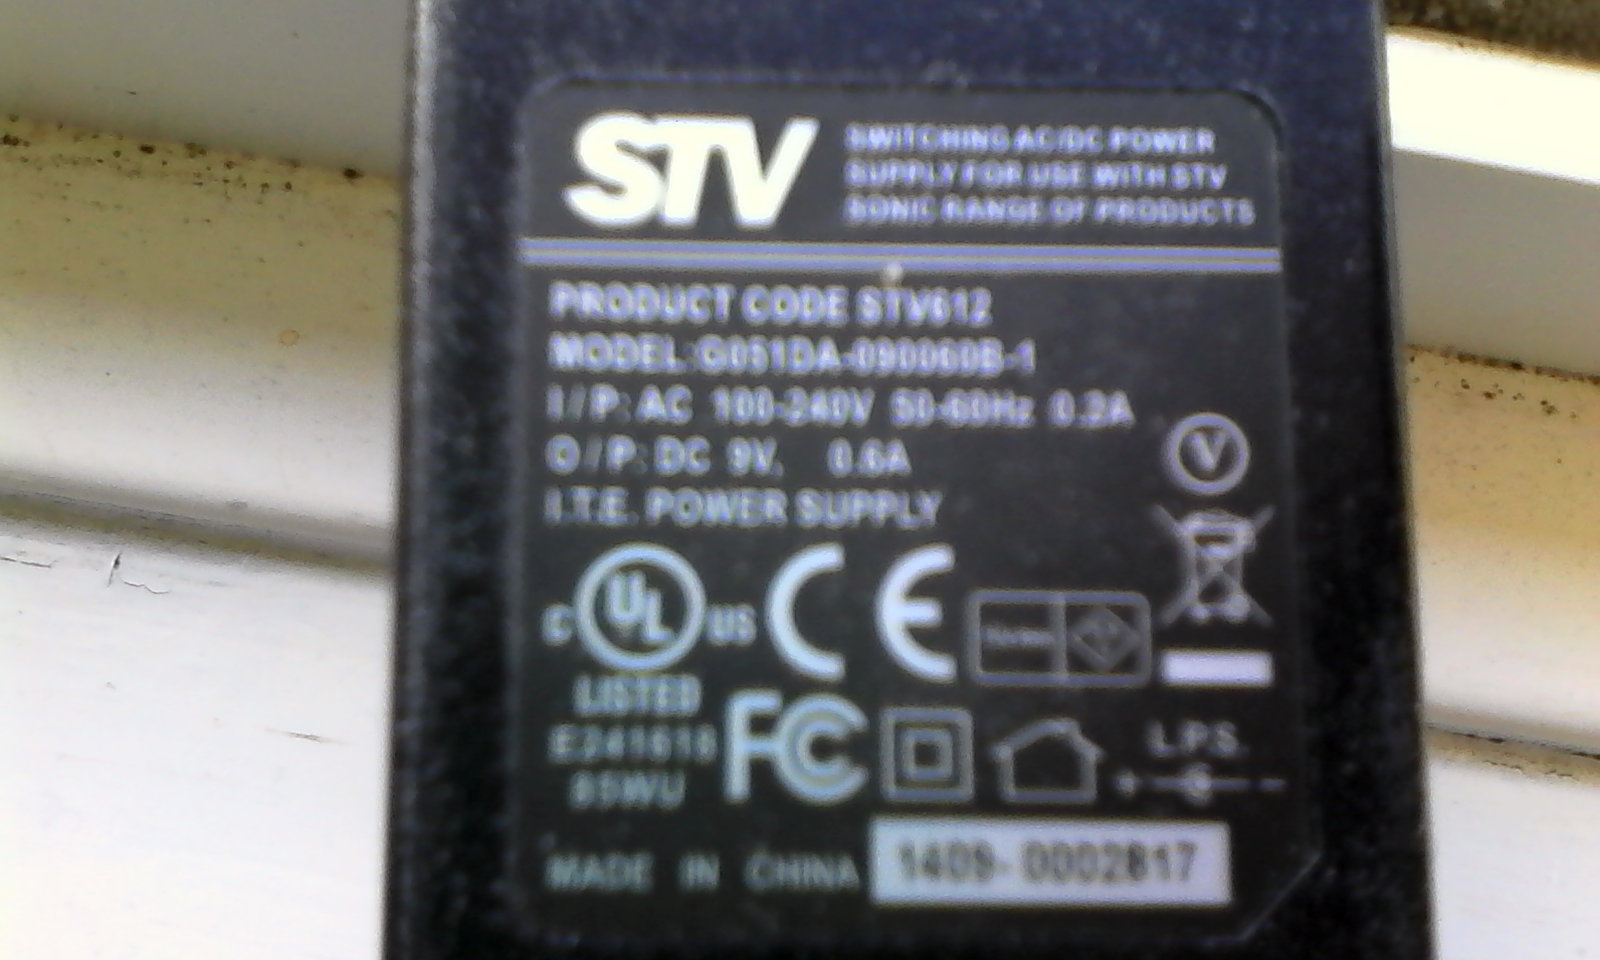 STV
SWITCHING AC/DC POWER
SUPPLY FOR USE WITH STV
SONIC RANGE OF PRODUCTS
PRODUCT CODE STV612
MODEL:G051DA-090060B-1
I/P: AC 100-240V 50-60Hz 0.2A
O/P: DC 9V, 0.6A
I.T.E. POWER SUPPLY
V
C UL US
LISTED
CE
FC
L.P.S.
+ -
MADE IN CHINA
1409-0002817